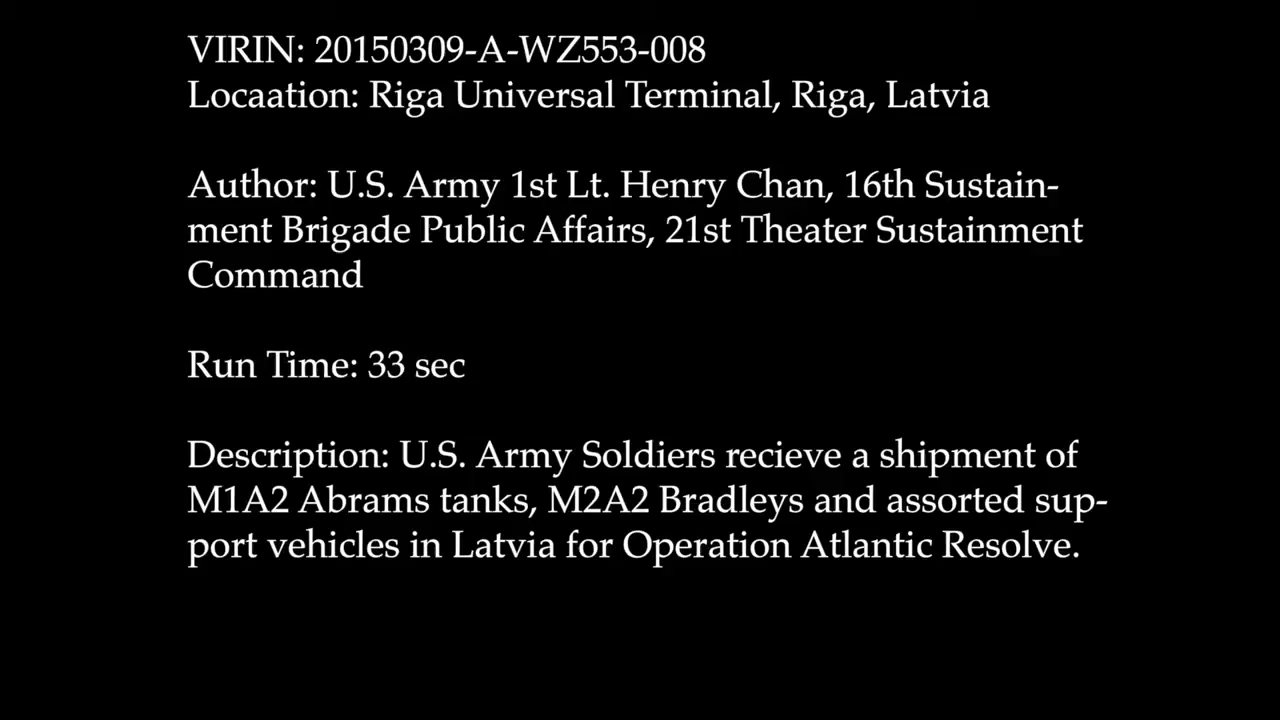 VIRIN: 20150309-A-WZ553-008
Locaation: Riga Universal Terminal, Riga, Latvia
Author: U.S. Army 1st Lt. Henry Chan, 16th Sustain-
ment Brigade Public Affairs, 21st Theater Sustainment
Command
Run Time: 33 sec
Description: U.S. Army Soldiers recieve a shipment of
M1A2 Abrams tanks, M2A2 Bradleys and assorted sup-
port vehicles in Latvia for Operation Atlantic Resolve.